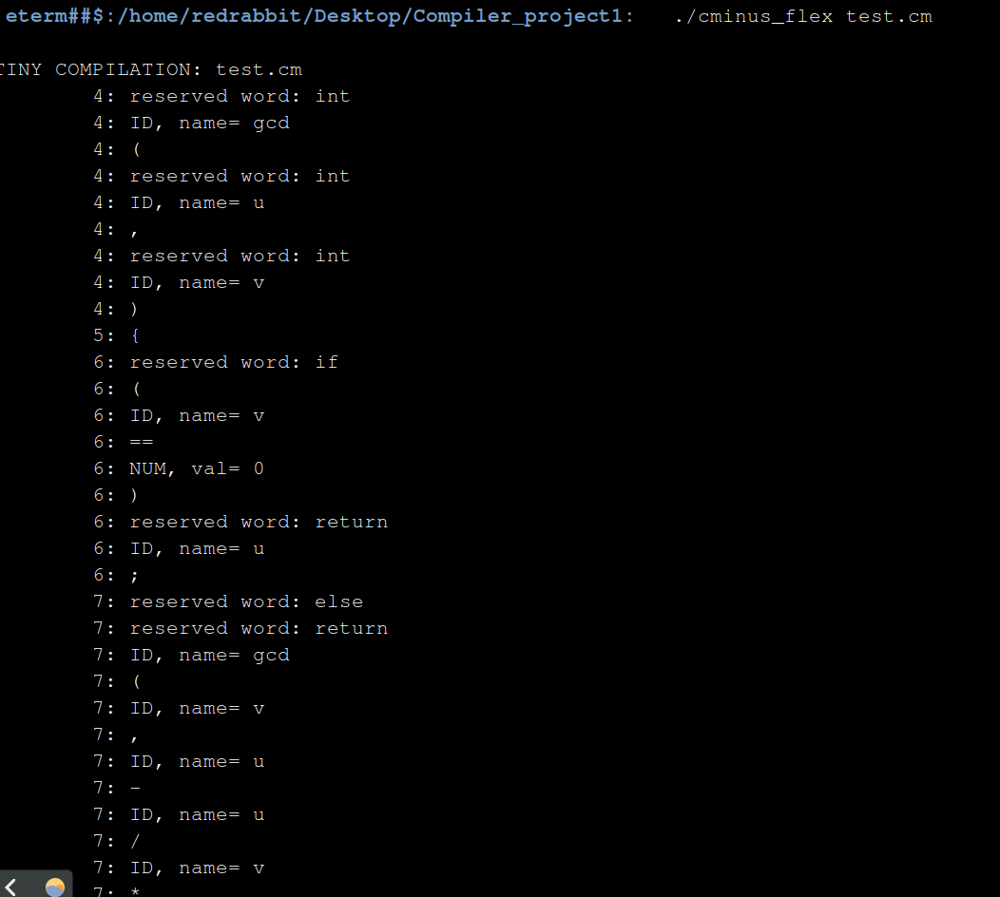 eterm##$:/home/redrabbit/Desktop/Compiler_project1: ./cminus_flex test.cm
TINY COMPILATION: test.cm
4: reserved word: int
4: ID, name= gcd
4: (
4: reserved word: int
4: ID, name= u
4: ,
4: reserved word: int
4: ID, name= v
4: )
5: {
6: reserved word: if
6: (
6: ID, name= v
6: ==
6: NUM, val= 0
6: )
6: reserved word: return
6: ID, name= u
6: ;
7: reserved word: else
7: reserved word: return
7: ID, name= gcd
7: (
7: ID, name= v
7: ,
7: ID, name= u
7: -
7: ID, name= u
7: /
7: ID, name= v
7: *